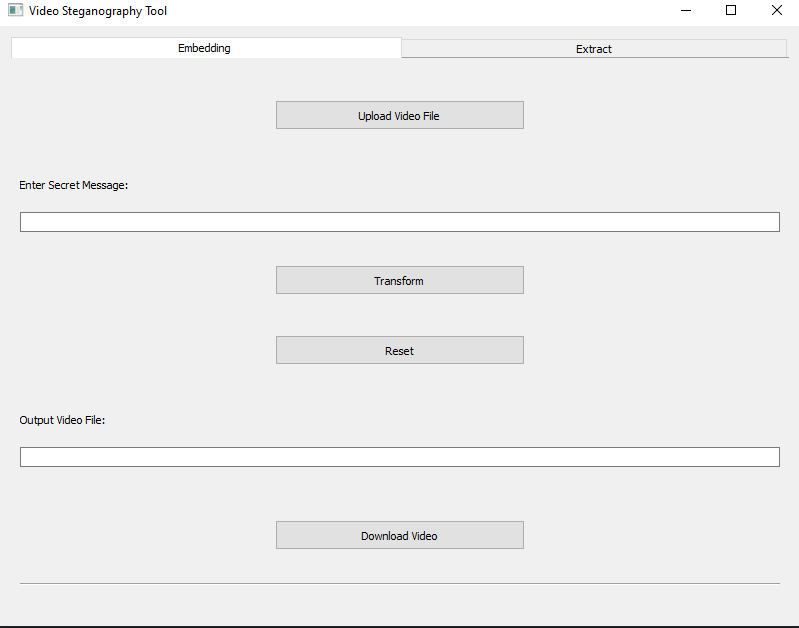 Video Steganography Tool
Embedding
Extract
Upload Video File
Enter Secret Message:
Transform
Reset
Output Video File:
Download Video